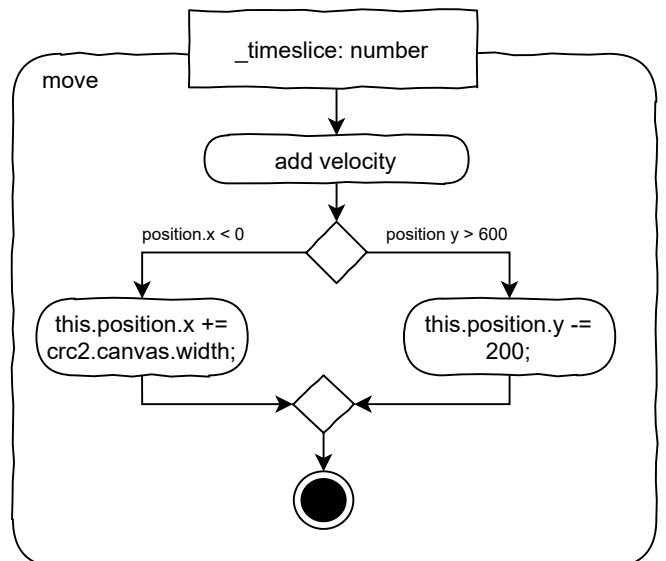 _timeslice: number
move
add velocity
position.x < 0
position y > 600
this.position.x +=
crc2.canvas.width;
this.position.y -=
200;